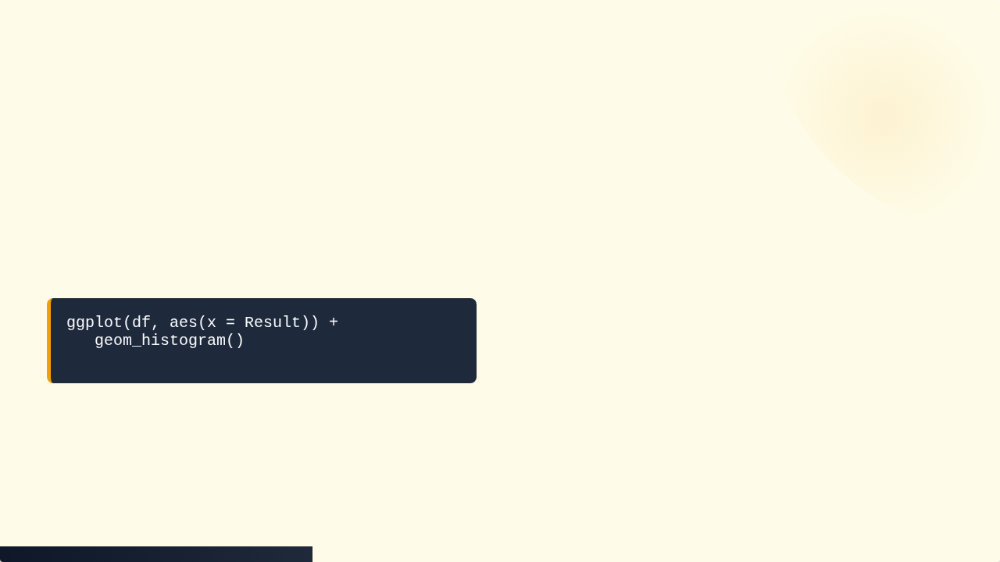 ggplot(df, aes(x = Result)) +
   geom_histogram()